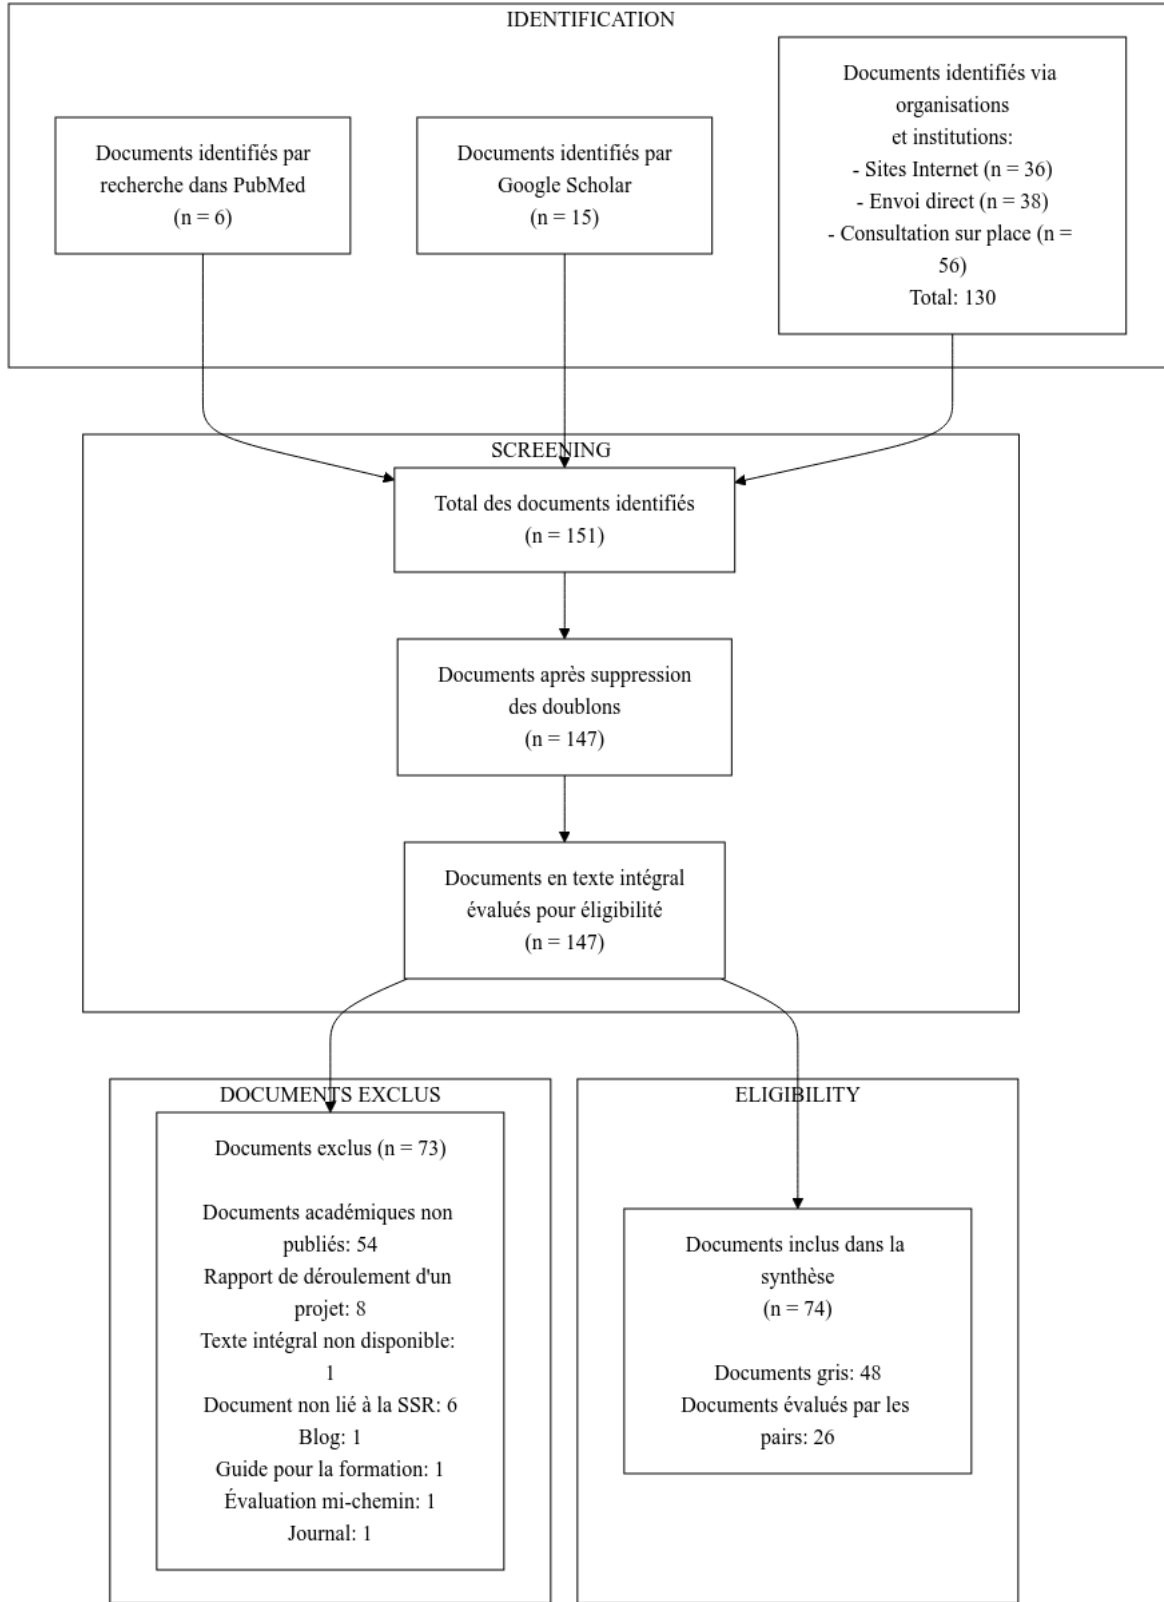 IDENTIFICATION
Documents identifiés par
recherche dans PubMed
(n = 6)
Documents identifiés par
Google Scholar
(n = 15)
Documents identifiés via
organisations
et institutions:
- Sites Internet (n = 36)
- Envoi direct (n = 38)
- Consultation sur place (n =
56)
Total: 130
SCREENING
Total des documents identifiés
(n = 151)
Documents après suppression
des doublons
(n = 147)
Documents en texte intégral
évalués pour éligibilité
(n = 147)
DOCUMENTS EXCLUS
Documents exclus (n = 73)
Documents académiques non
publiés: 54
Rapport de déroulement d'un
projet: 8
Texte intégral non disponible:
1
Document non lié à la SSR: 6
Blog: 1
Guide pour la formation: 1
Évaluation mi-chemin: 1
Journal: 1
ELIGIBILITY
Documents inclus dans la
synthèse
(n = 74)
Documents gris: 48
Documents évalués par les
pairs: 26